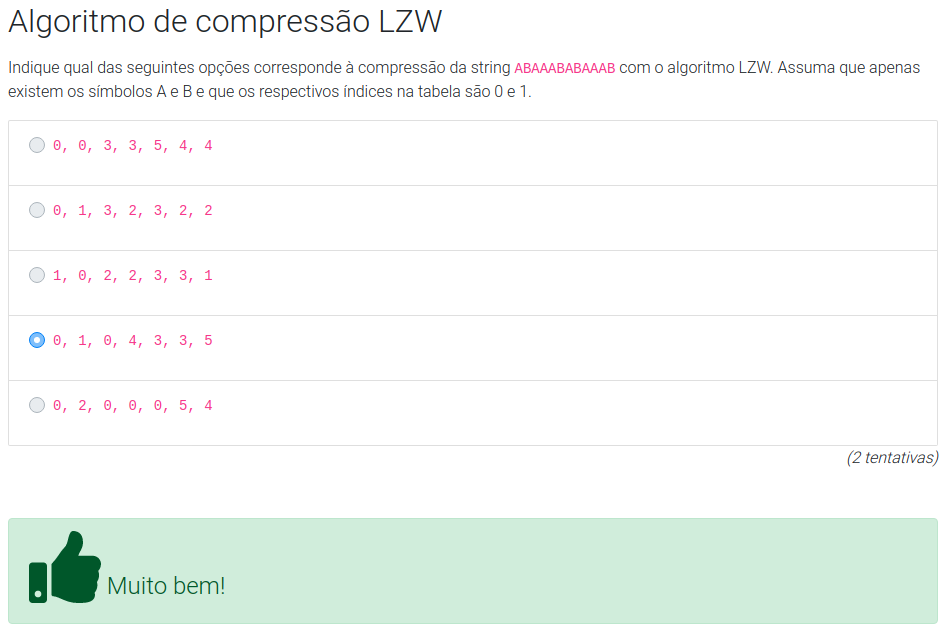 Algoritmo de compressão LZW
Indique qual das seguintes opções corresponde à compressão da string ABAAABABAAAB com o algoritmo LZW. Assuma que apenas
existem os símbolos A e B e que os respectivos índices na tabela são 0 e 1.
0, 0, 3, 3, 5, 4, 4
0, 1, 3, 2, 3, 2, 2
1, 0, 2, 2, 3, 3, 1
0, 1, 0, 4, 3, 3, 5
0, 2, 0, 0, 0, 5, 4
(2 tentativas)
Muito bem!